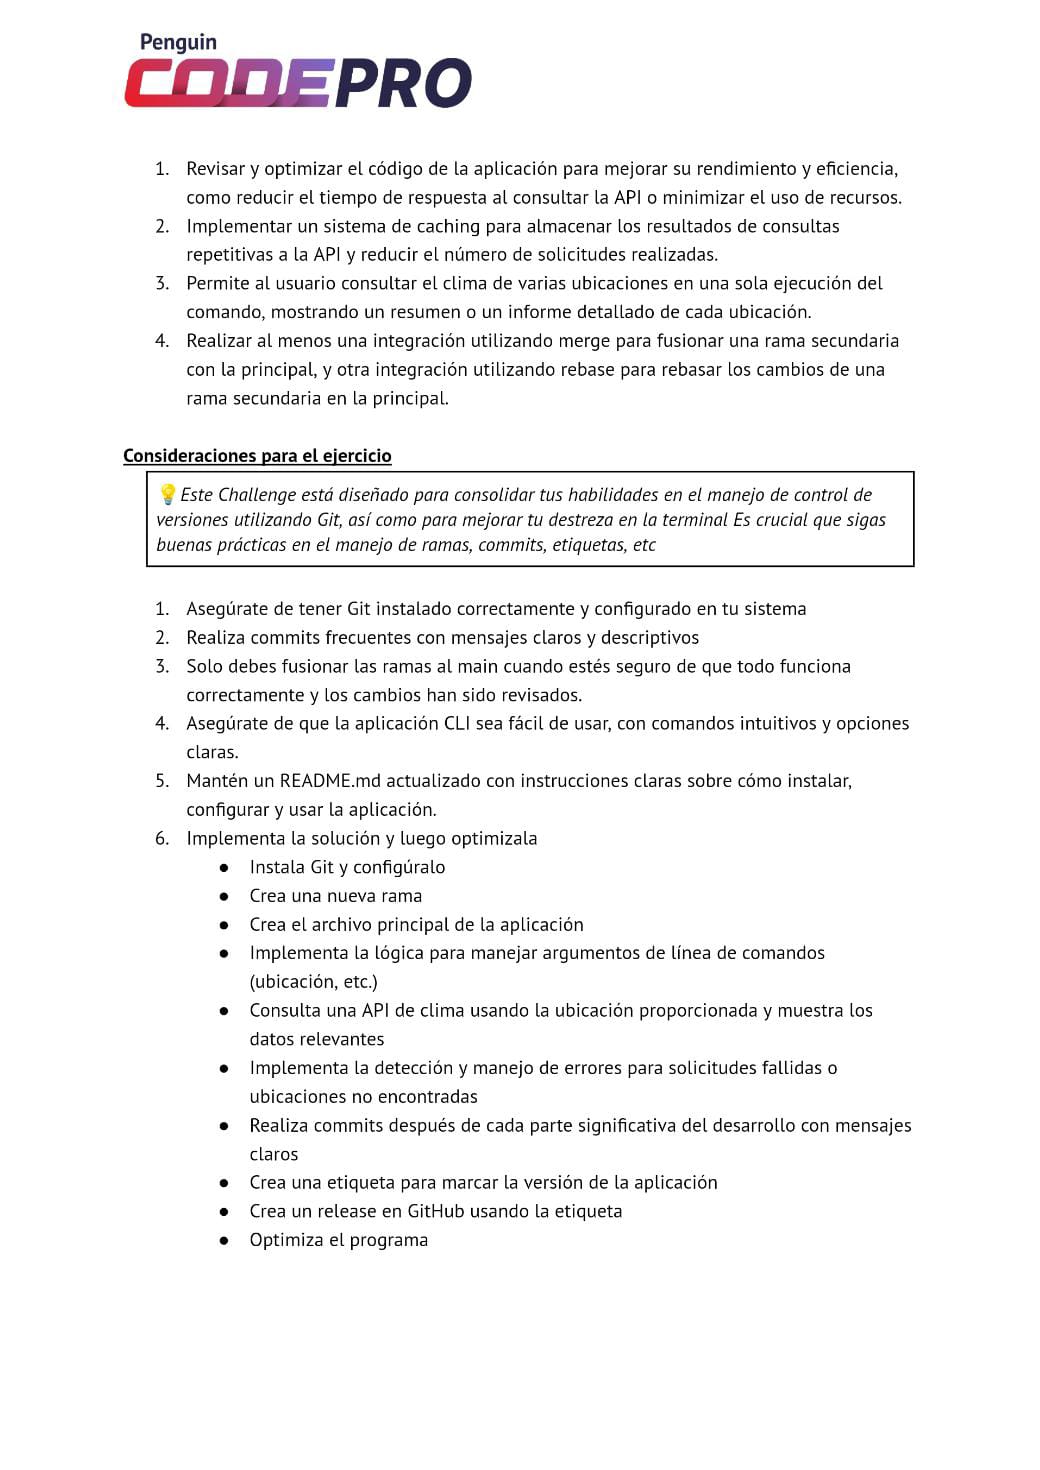 Penguin
CODEPRO
1. Revisar y optimizar el código de la aplicación para mejorar su rendimiento y eficiencia,
como reducir el tiempo de respuesta al consultar la API o minimizar el uso de recursos.
2. Implementar un sistema de caching para almacenar los resultados de consultas
repetitivas a la API y reducir el número de solicitudes realizadas.
3. Permite al usuario consultar el clima de varias ubicaciones en una sola ejecución del
comando, mostrando un resumen o un informe detallado de cada ubicación.
4. Realizar al menos una integración utilizando merge para fusionar una rama secundaria
con la principal, y otra integración utilizando rebase para rebasar los cambios de una
rama secundaria en la principal.
Consideraciones para el ejercicio
💡Este Challenge está diseñado para consolidar tus habilidades en el manejo de control de
versiones utilizando Git, así como para mejorar tu destreza en la terminal Es crucial que sigas
buenas prácticas en el manejo de ramas, commits, etiquetas, etc
1. Asegúrate de tener Git instalado correctamente y configurado en tu sistema
2. Realiza commits frecuentes con mensajes claros y descriptivos
3. Solo debes fusionar las ramas al main cuando estés seguro de que todo funciona
correctamente y los cambios han sido revisados.
4. Asegúrate de que la aplicación CLI sea fácil de usar, con comandos intuitivos y opciones
claras.
5. Mantén un README.md actualizado con instrucciones claras sobre cómo instalar,
configurar y usar la aplicación.
6. Implementa la solución y luego optimizala
● Instala Git y configúralo
● Crea una nueva rama
● Crea el archivo principal de la aplicación
● Implementa la lógica para manejar argumentos de línea de comandos
(ubicación, etc.)
● Consulta una API de clima usando la ubicación proporcionada y muestra los
datos relevantes
● Implementa la detección y manejo de errores para solicitudes fallidas o
ubicaciones no encontradas
● Realiza commits después de cada parte significativa del desarrollo con mensajes
claros
● Crea una etiqueta para marcar la versión de la aplicación
● Crea un release en GitHub usando la etiqueta
● Optimiza el programa